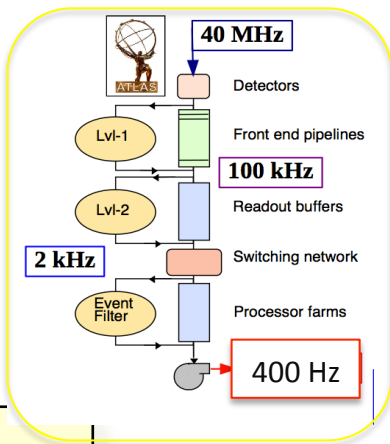 40 MHz
ATLAS
Detectors
Lvl-1
Front end pipelines
100 kHz
Lvl-2
Readout buffers
2 kHz
Switching network
Event
Filter
Processor farms
400 Hz